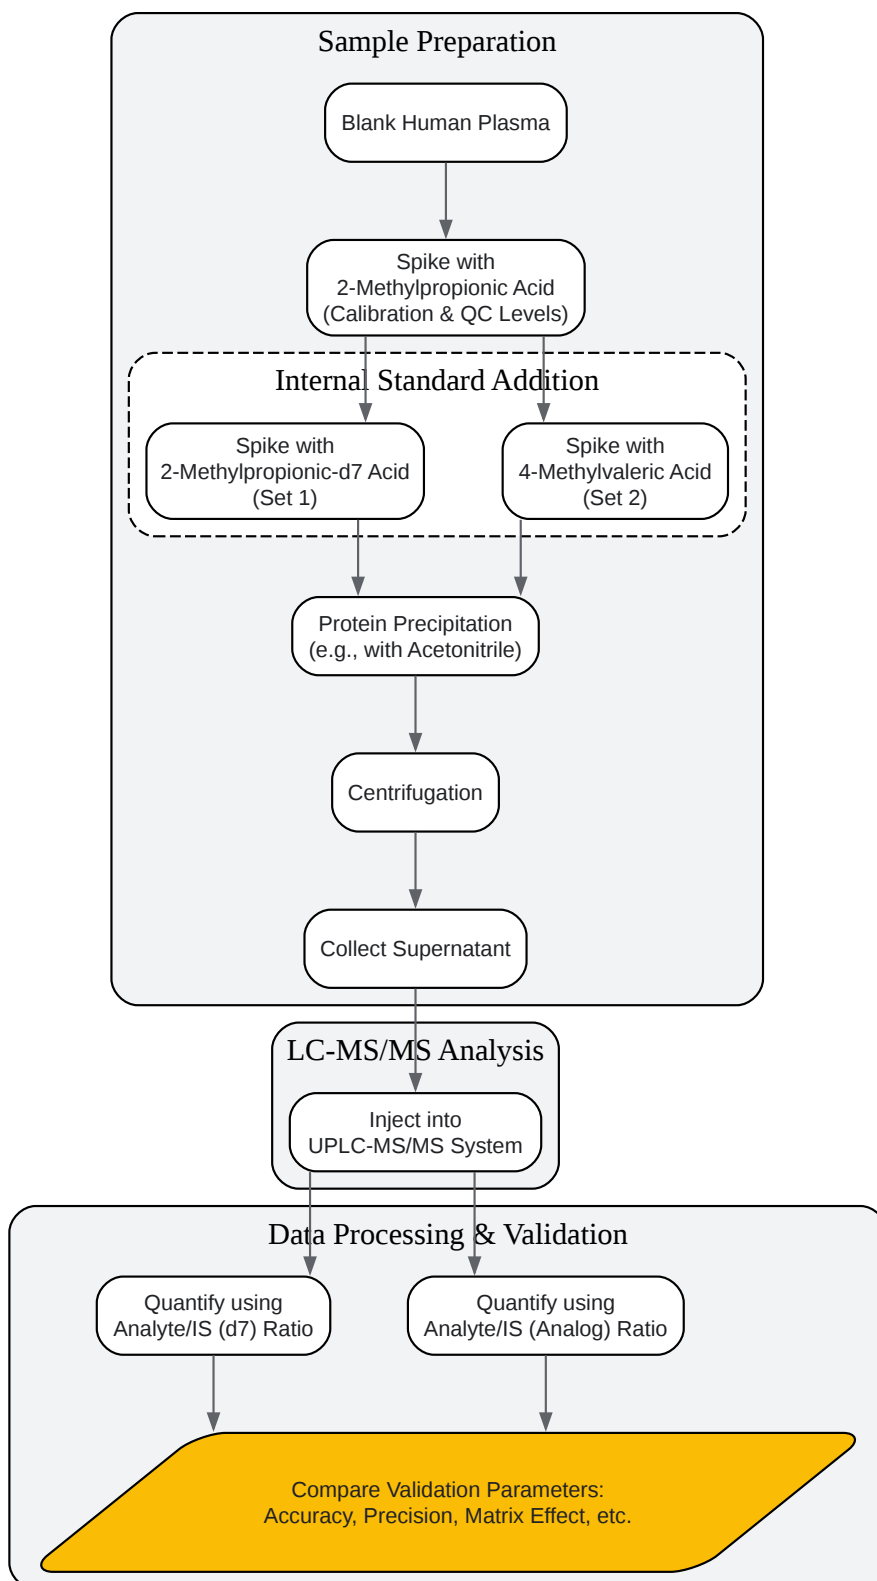 Sample Preparation
Blank Human Plasma
Spike with
2-Methylpropionic Acid
(Calibration & QC Levels)
Internal Standard Addition
Spike with
2-Methylpropionic-d7 Acid
(Set 1)
Spike with
4-Methylvaleric Acid
(Set 2)
Protein Precipitation
(e.g., with Acetonitrile)
Centrifugation
Collect Supernatant
LC-MS/MS Analysis
Inject into
UPLC-MS/MS System
Data Processing & Validation
Quantify using
Analyte/IS (d7) Ratio
Quantify using
Analyte/IS (Analog) Ratio
Compare Validation Parameters:
Accuracy, Precision, Matrix Effect, etc.